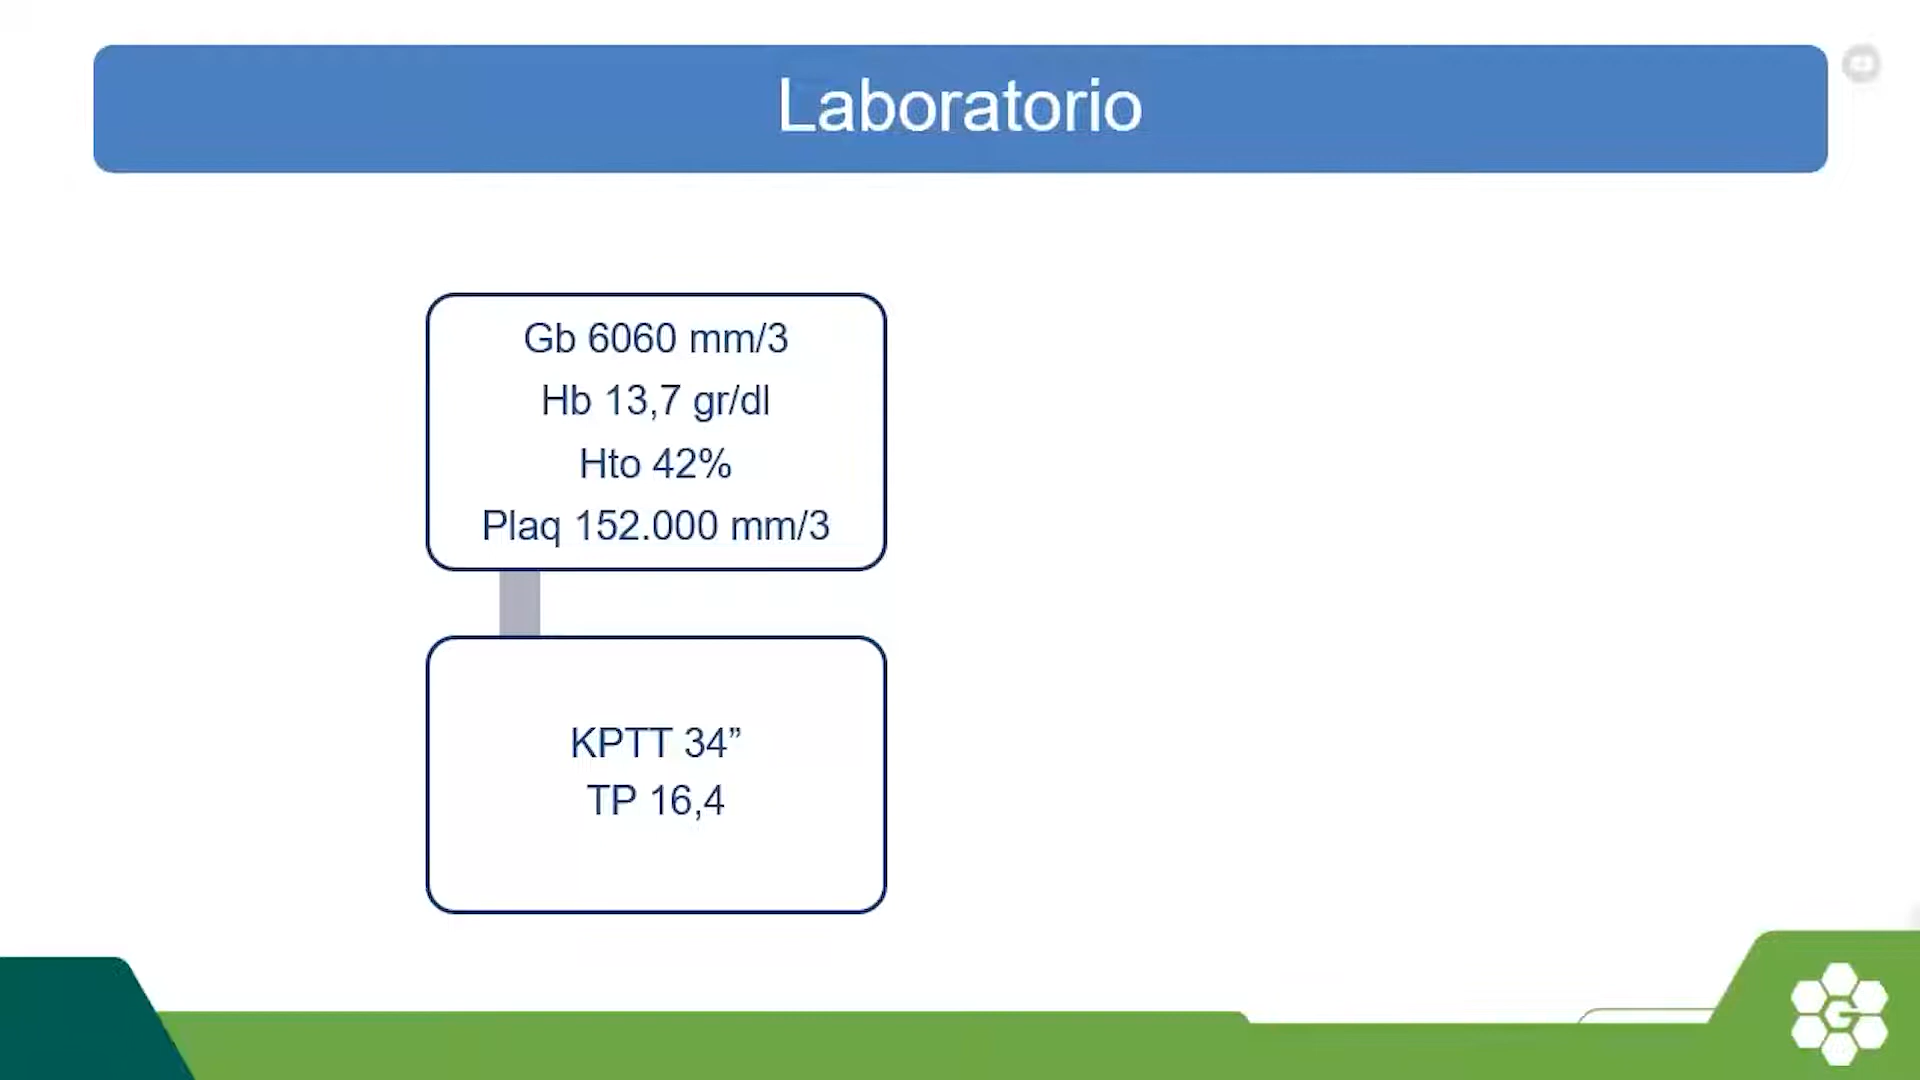 Laboratorio
Gb 6060 mm/3
Hb 13,7 gr/dl
Hto 42%
Plaq 152.000 mm/3
KPTT 34”
TP 16,4
G